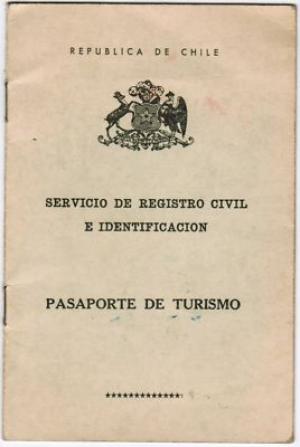 REPUBLICA DE CHILE
SERVICIO DE REGISTRO CIVIL
E IDENTIFICACION
PASAPORTE DE TURISMO
*************